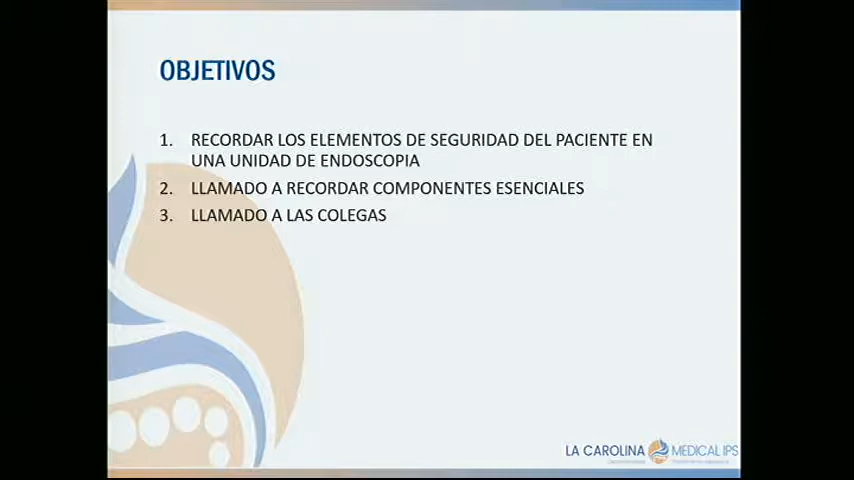 OBJETIVOS
1. RECORDAR LOS ELEMENTOS DE SEGURIDAD DEL PACIENTE EN
UNA UNIDAD DE ENDOSCOPIA
2. LLAMADO A RECORDAR COMPONENTES ESENCIALES
3. LLAMADO A LAS COLEGAS
LA CAROLINA MEDICAL IPS